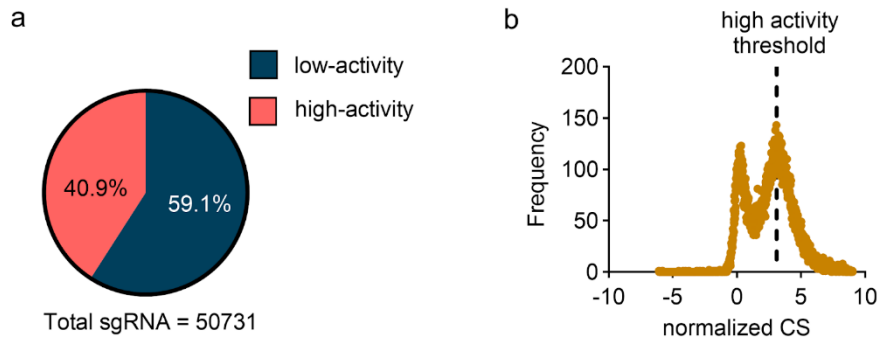 a
low-activity
high-activity
40.9%
59.1%
Total sgRNA = 50731
b
high activity
threshold
200
150
100
50
0
Frequency
-10
-5
0
5
10
normalized CS